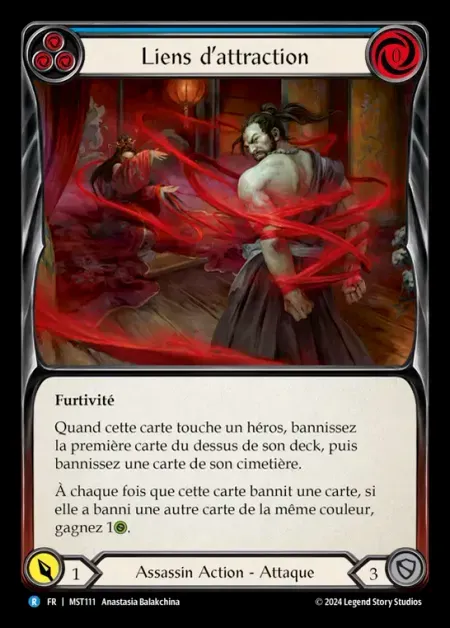 0
Liens d'attraction
Furtivité
Quand cette carte touche un héros, bannissez
la première carte du dessus de son deck, puis
bannissez une carte de son cimetière.
À chaque fois que cette carte bannit une carte, si
elle a banni une autre carte de la même couleur,
gagnez 1.
1
Assassin Action - Attaque
3
R FR | MST111 Anastasia Balakchina
© 2024 Legend Story Studios